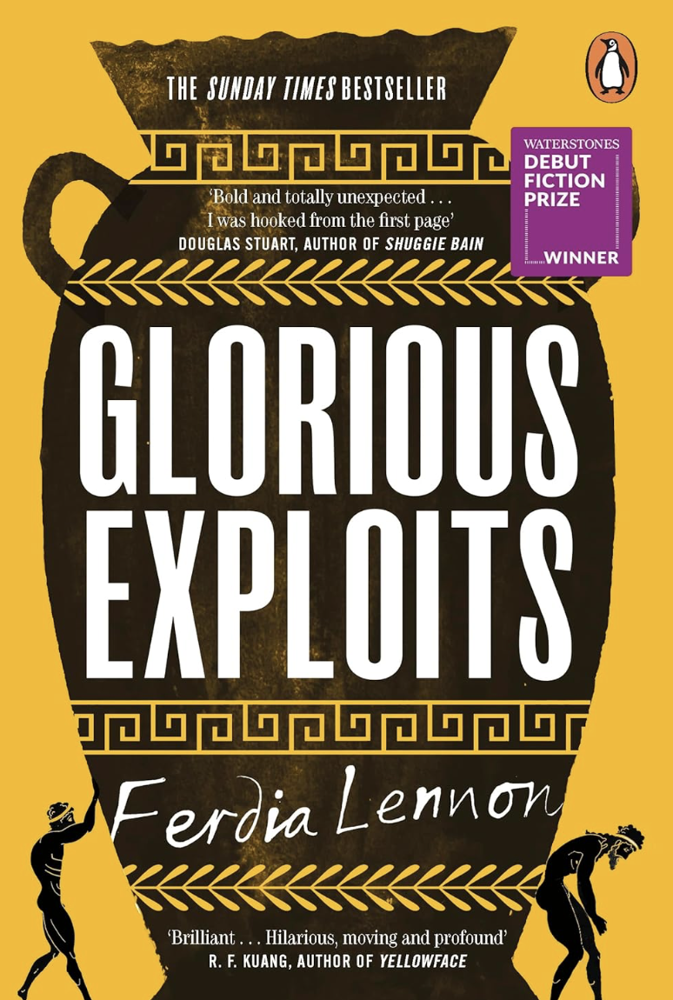 THE SUNDAY TIMES BESTSELLER
WATERSTONES
DEBUT
FICTION
PRIZE
WINNER
‘Bold and totally unexpected . . .
I was hooked from the first page’
DOUGLAS STUART, AUTHOR OF SHUGGIE BAIN
GLORIOUS
EXPLOITS
Ferdia Lennon
‘Brilliant . . . Hilarious, moving and profound’
R. F. KUANG, AUTHOR OF YELLOWFACE